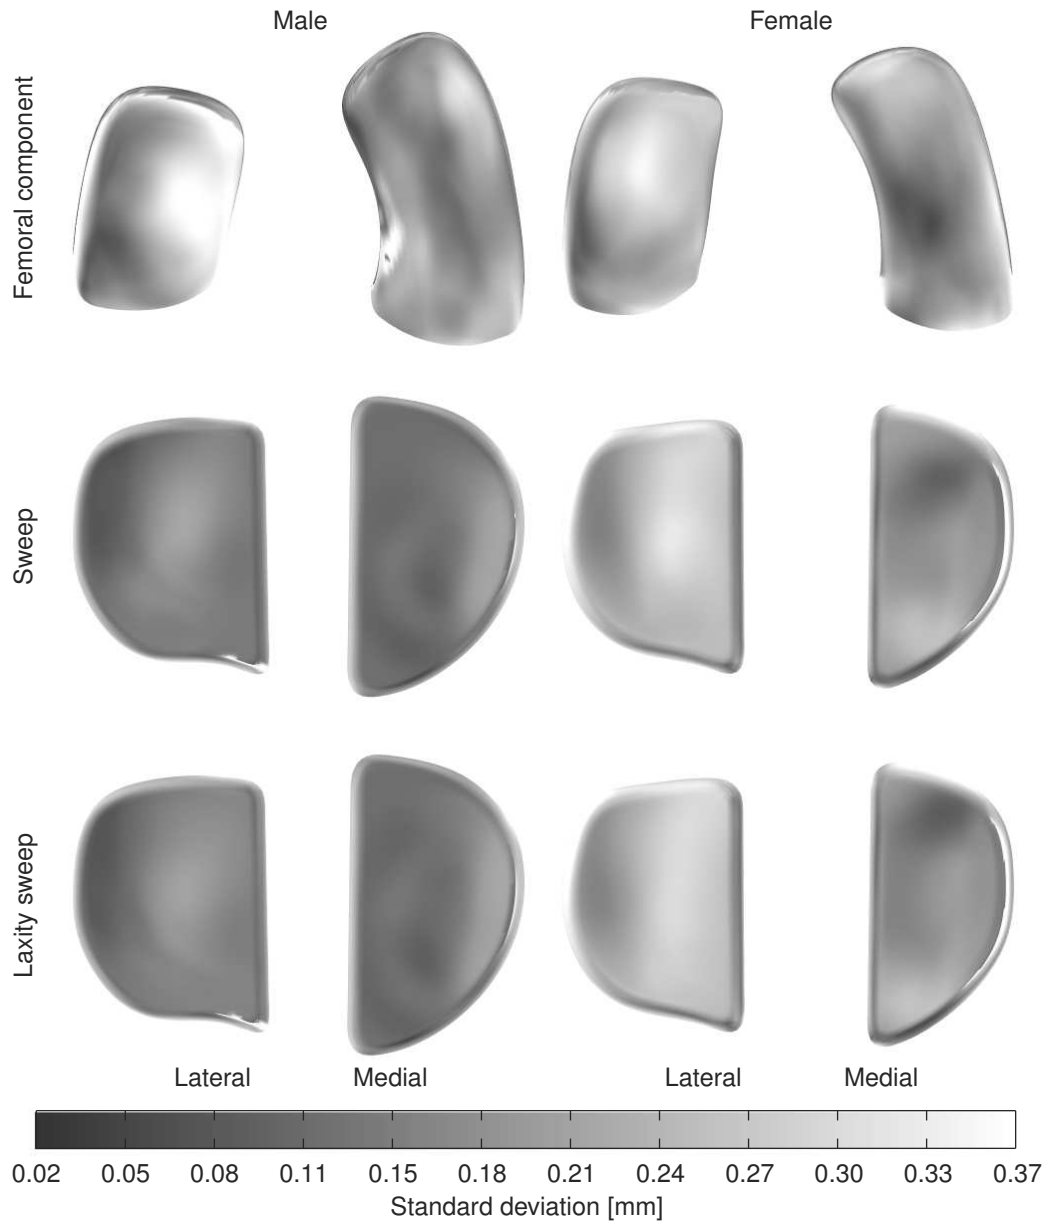 Male Female
Femoral component
Sweep
Laxity sweep
Lateral Medial Lateral Medial
0.02 0.05 0.08 0.11 0.15 0.18 0.21 0.24 0.27 0.30 0.33 0.37
Standard deviation [mm]